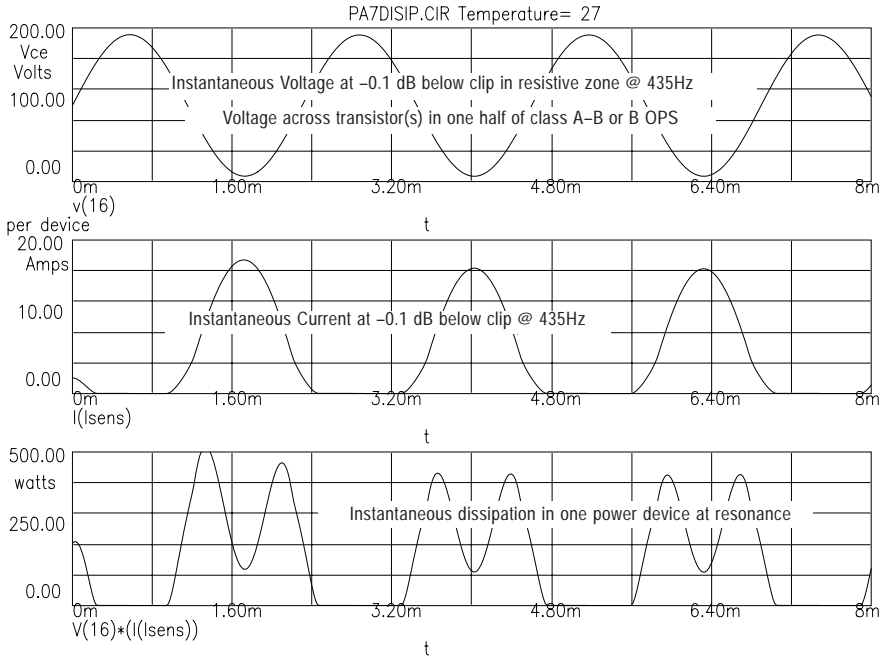 PA7DISIP.CIR Temperature= 27
200.00
Vce
Volts
Instantaneous Voltage at –0.1 dB below clip in resistive zone @ 435Hz
100.00
Voltage across transistor(s) in one half of class A–B or B OPS
0.00
0m 1.60m 3.20m 4.80m 6.40m 8m
v(16)
t
per device
20.00
Amps
10.00
Instantaneous Current at –0.1 dB below clip @ 435Hz
0.00
0m 1.60m 3.20m 4.80m 6.40m 8m
I(Isens)
t
500.00
watts
Instantaneous dissipation in one power device at resonance
250.00
0.00
0m 1.60m 3.20m 4.80m 6.40m 8m
V(16)*(I(Isens))
t